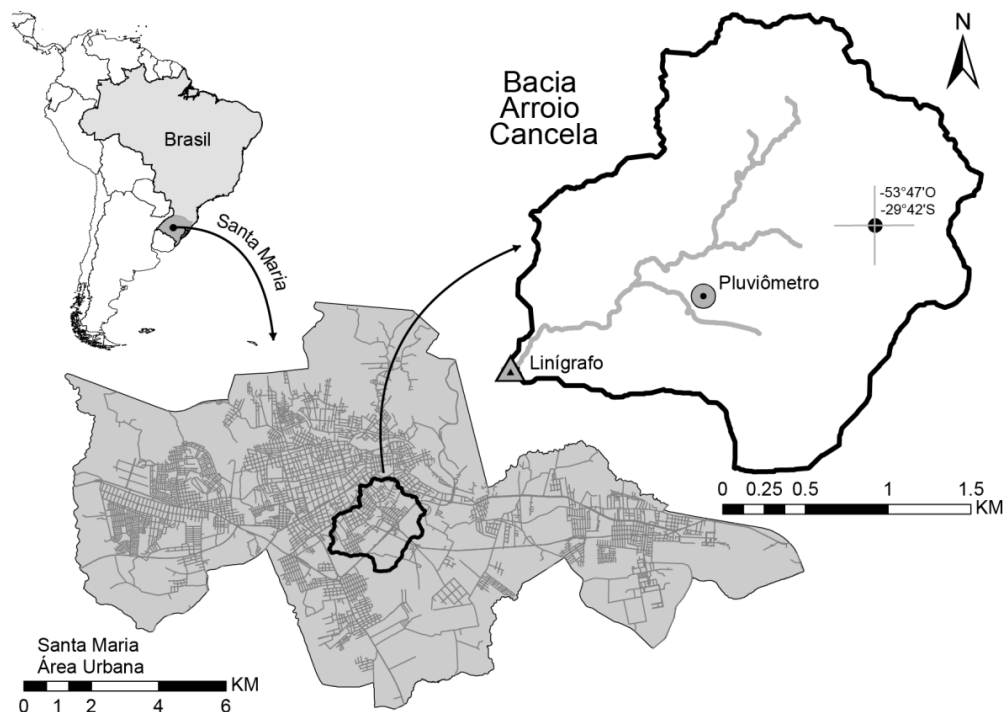 Brasil
Santa Maria
Bacia
Arroio
Cancela
N
-53°47'O
-29°42'S
Pluviômetro
Linígrafo
0 0.25 0.5 1 1.5
KM
Santa Maria
Área Urbana
KM
0 1 2 4 6